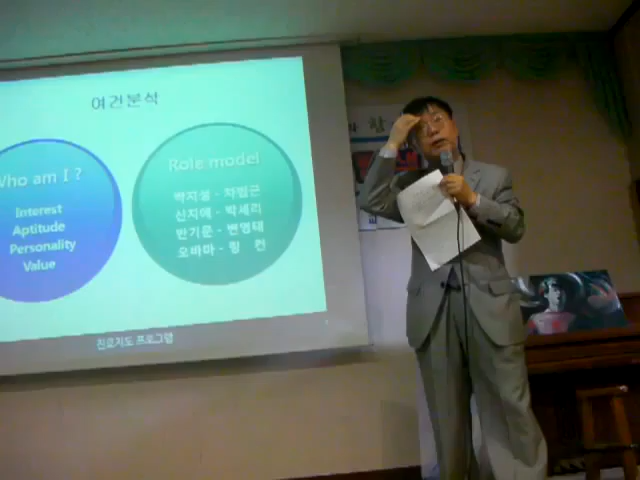 여건분석
Who am I ?
Interest
Aptitude
Personality
Value
Role model
박지성 - 차범근
신지애 - 박세리
반기문 - 변영태
오바마 - 링 컨
진로지도 프로그램